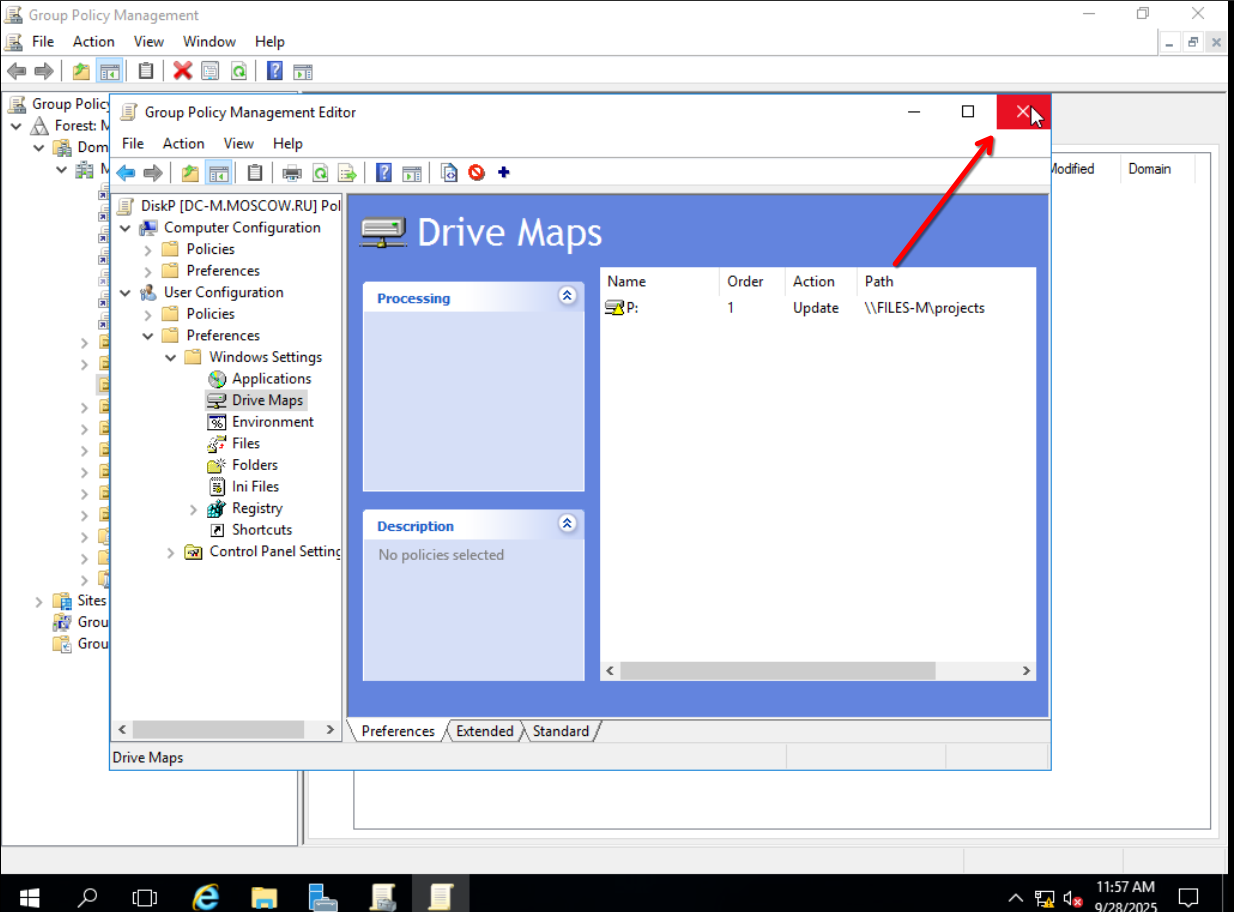 Group Policy Management
File Action View Window Help
Group Policy
Forest: M
Dom
M
Sites
Grou
Grou
Modified Domain
Group Policy Management Editor
File Action View Help
DiskP [DC-M.MOSCOW.RU] Pol
Computer Configuration
Policies
Preferences
User Configuration
Policies
Preferences
Windows Settings
Applications
Drive Maps
Environment
Files
Folders
Ini Files
Registry
Shortcuts
Control Panel Setting
Drive Maps
Processing
Description
No policies selected
Name Order Action Path
P: 1 Update \\FILES-M\projects
Preferences Extended Standard
Drive Maps
11:57 AM
9/28/2025